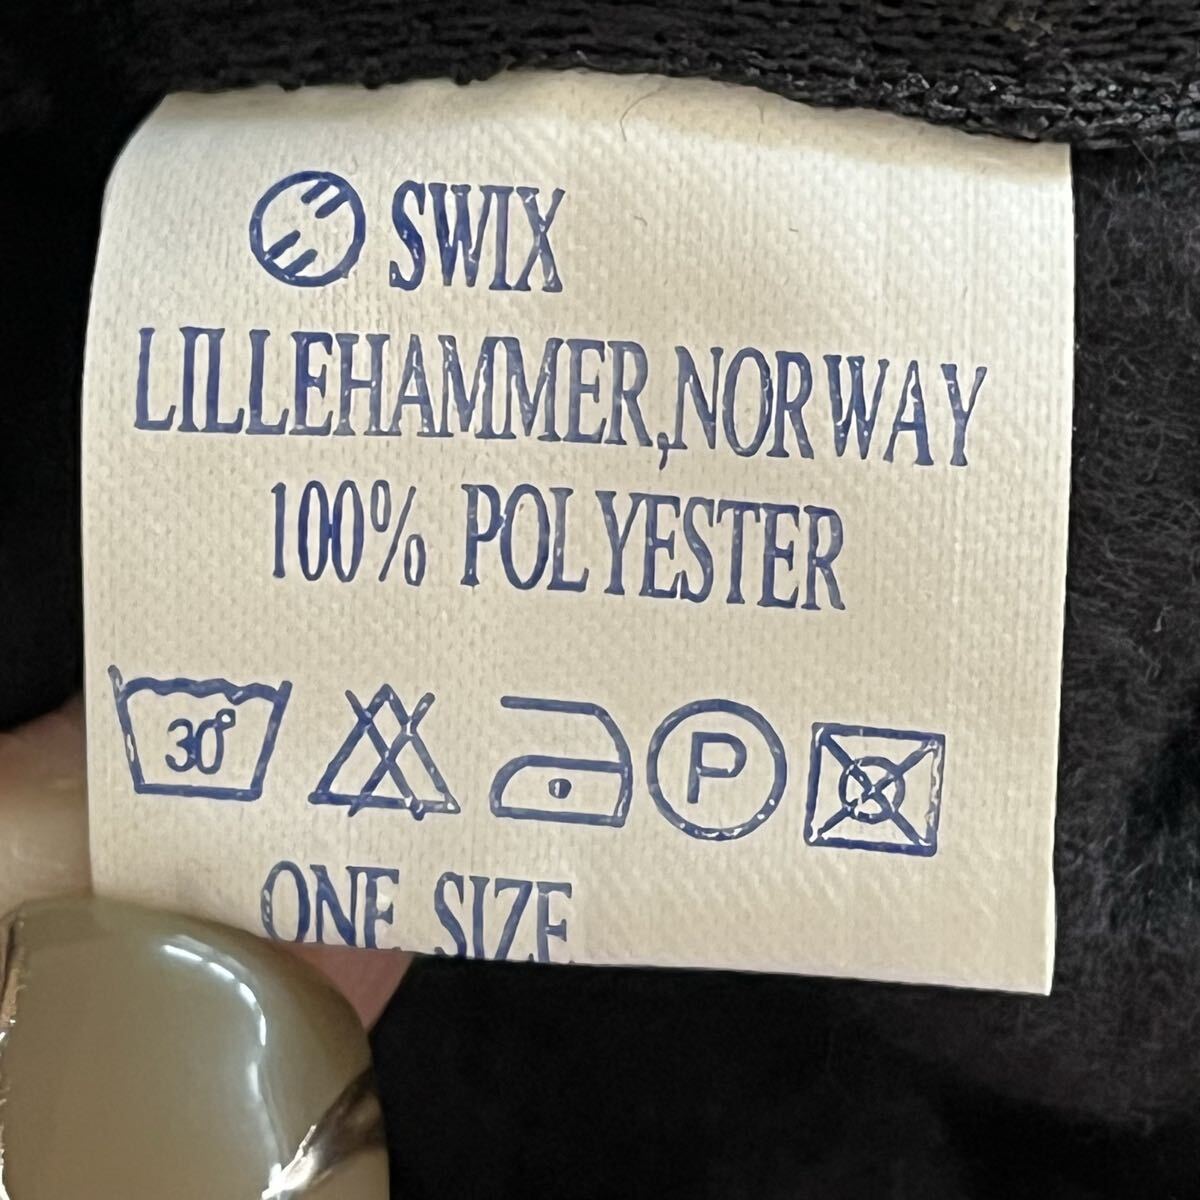 SWIX
LILLEHAMMER,NORWAY
100% POLYESTER
30° P
ONE SIZE